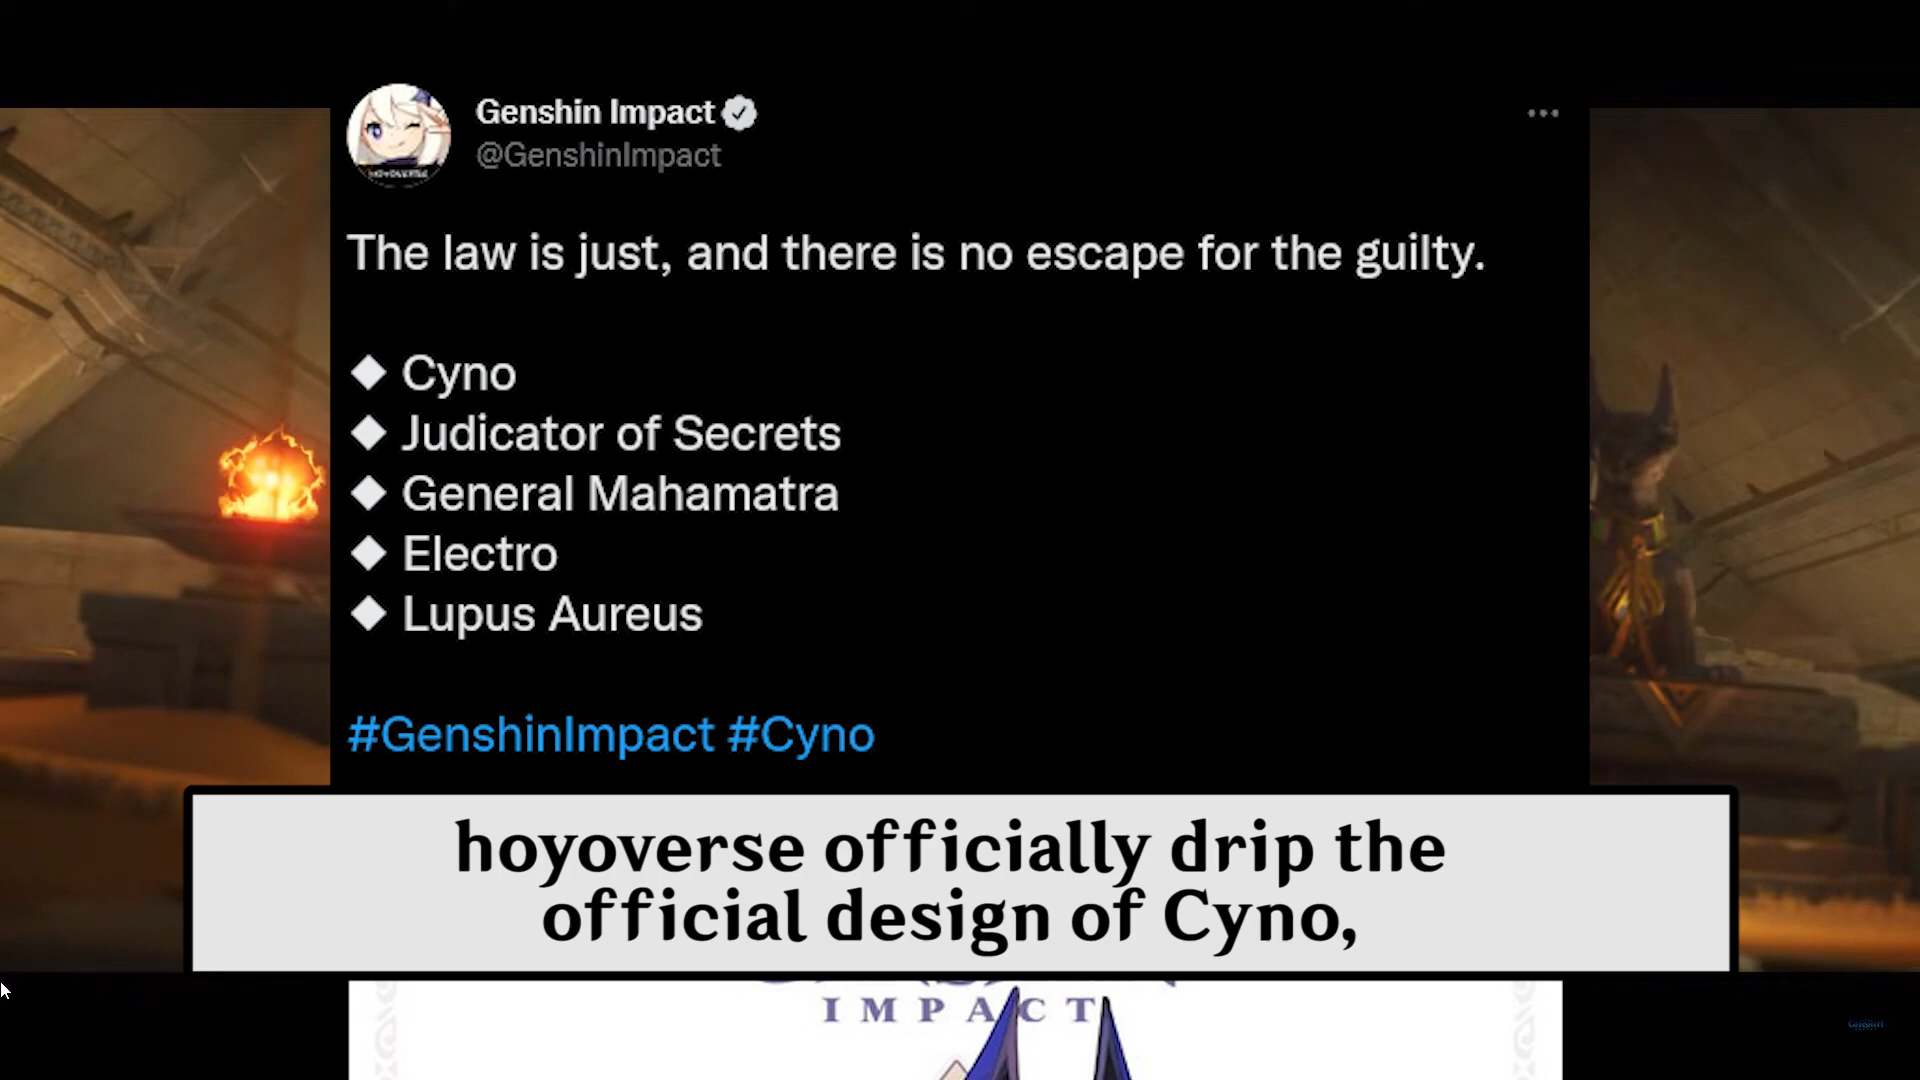 Genshin Impact
@GenshinImpact
The law is just, and there is no escape for the guilty.
◆ Cyno
◆ Judicator of Secrets
◆ General Mahamatra
◆ Electro
◆ Lupus Aureus
#GenshinImpact #Cyno
hoyoverse officially drip the
official design of Cyno,
IMPACT